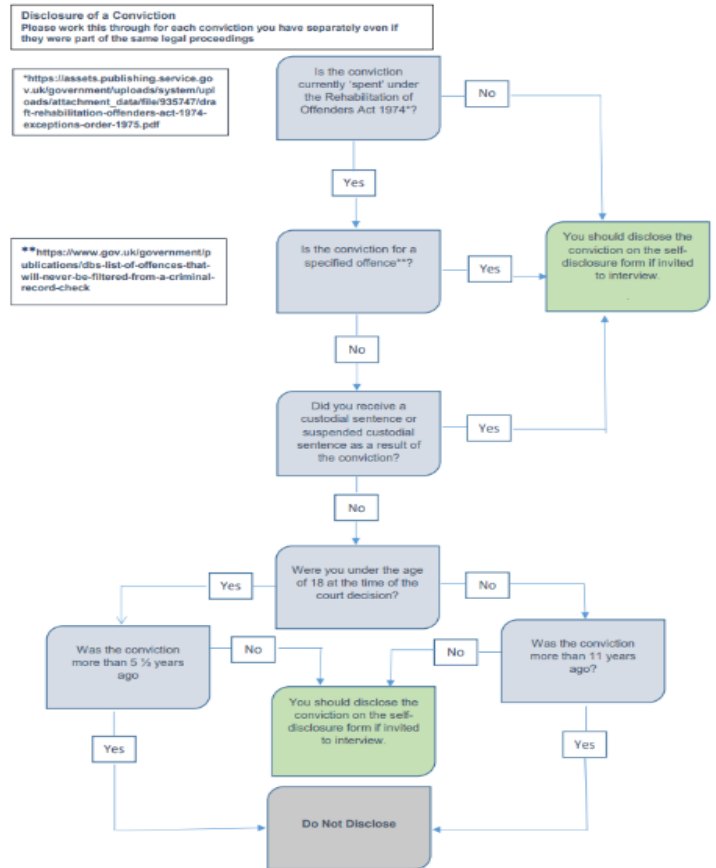 Disclosure of a Conviction
Please work this through for each conviction you have separately even if
they were part of the same legal proceedings
*https://assets.publishing.service.go
v.uk/government/uploads/system/upl
oads/attachment_data/file/935747/dra
ft-rehabilitation-offenders-act-1974-
exceptions-order-1975.pdf
Is the conviction
currently 'spent' under
the Rehabilitation of
Offenders Act 1974*?
No
Yes
**https://www.gov.uk/government/p
ublications/dbs-list-of-offences-that-
will-never-be-filtered-from-a-criminal-
record-check
Is the conviction for a
specified offence**?
Yes
You should disclose the
conviction on the self-
disclosure form if invited
to interview.
.
No
Did you receive a
custodial sentence or
suspended custodial
sentence as a result of
the conviction?
Yes
No
Were you under the age
of 18 at the time of the
court decision?
Yes
No
Was the conviction
more than 5 ½ years
ago
No
No
Was the conviction
more than 11 years
ago?
You should disclose the
conviction on the self-
disclosure form if invited
to interview.
Yes
Yes
Do Not Disclose